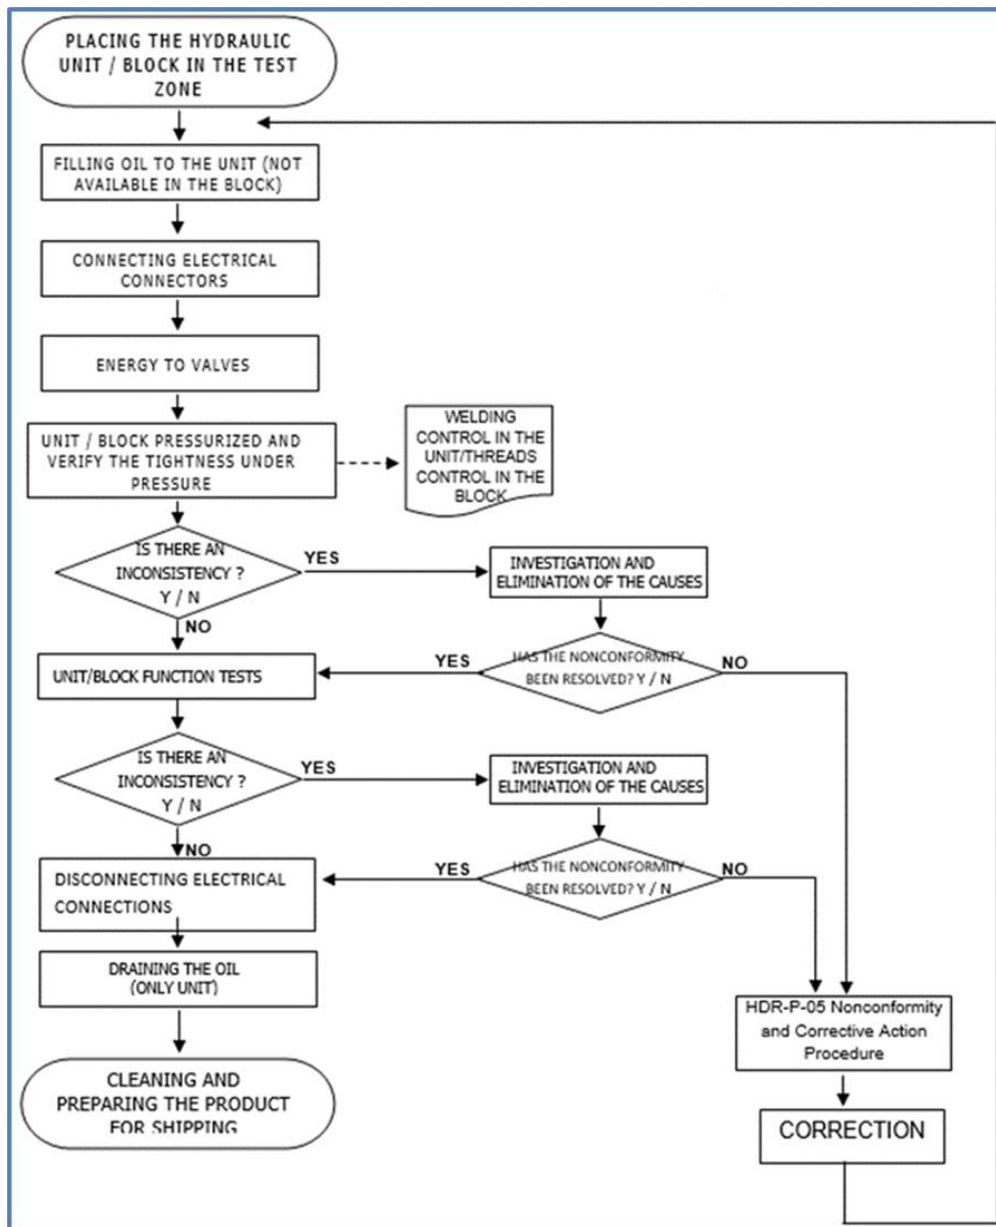 PLACING THE HYDRAULIC
UNIT / BLOCK IN THE TEST
ZONE
FILLING OIL TO THE UNIT (NOT
AVAILABLE IN THE BLOCK)
CONNECTING ELECTRICAL
CONNECTORS
ENERGY TO VALVES
UNIT / BLOCK PRESSURIZED AND
VERIFY THE TIGHTNESS UNDER
PRESSURE
WELDING
CONTROL IN THE
UNIT/THREADS
CONTROL IN THE
BLOCK
IS THERE AN
INCONSISTENCY ?
Y / N
YES
NO
INVESTIGATION AND
ELIMINATION OF THE CAUSES
HAS THE NONCONFORMITY
BEEN RESOLVED? Y / N
YES
NO
UNIT/BLOCK FUNCTION TESTS
IS THERE AN
INCONSISTENCY ?
Y / N
YES
NO
INVESTIGATION AND
ELIMINATION OF THE CAUSES
HAS THE NONCONFORMITY
BEEN RESOLVED? Y / N
YES
NO
DISCONNECTING ELECTRICAL
CONNECTIONS
DRAINING THE OIL
(ONLY UNIT)
CLEANING AND
PREPARING THE PRODUCT
FOR SHIPPING
HDR-P-05 Nonconformity
and Corrective Action
Procedure
CORRECTION